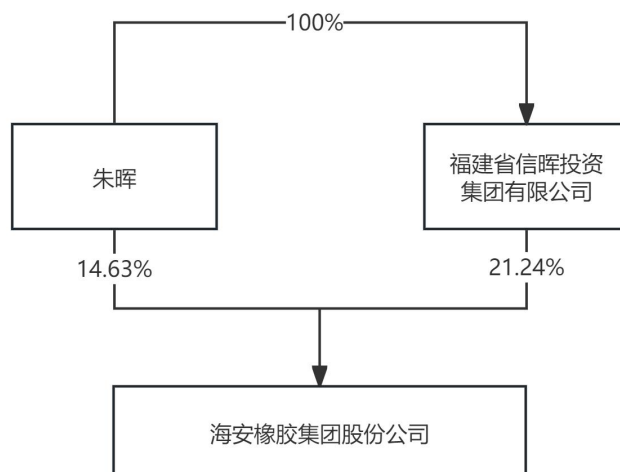 100%
朱晖
福建省信晖投资
集团有限公司
14.63%
21.24%
海安橡胶集团股份公司